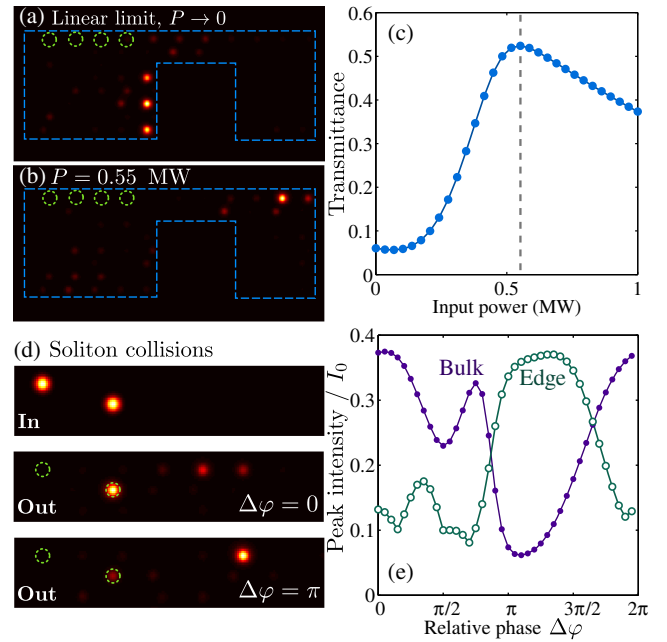 (a) Linear limit, P → 0
(b) P = 0.55 MW
(c)
Transmittance
0.6
0.5
0.4
0.3
0.2
0.1
0
0 0.5 1
Input power (MW)
(d) Soliton collisions
In
Out Δφ = 0
Out Δφ = π
Peak intensity / I₀
0.4
0.3
0.2
0.1
0
Bulk
Edge
(e)
0 π/2 π 3π/2 2π
Relative phase Δφ